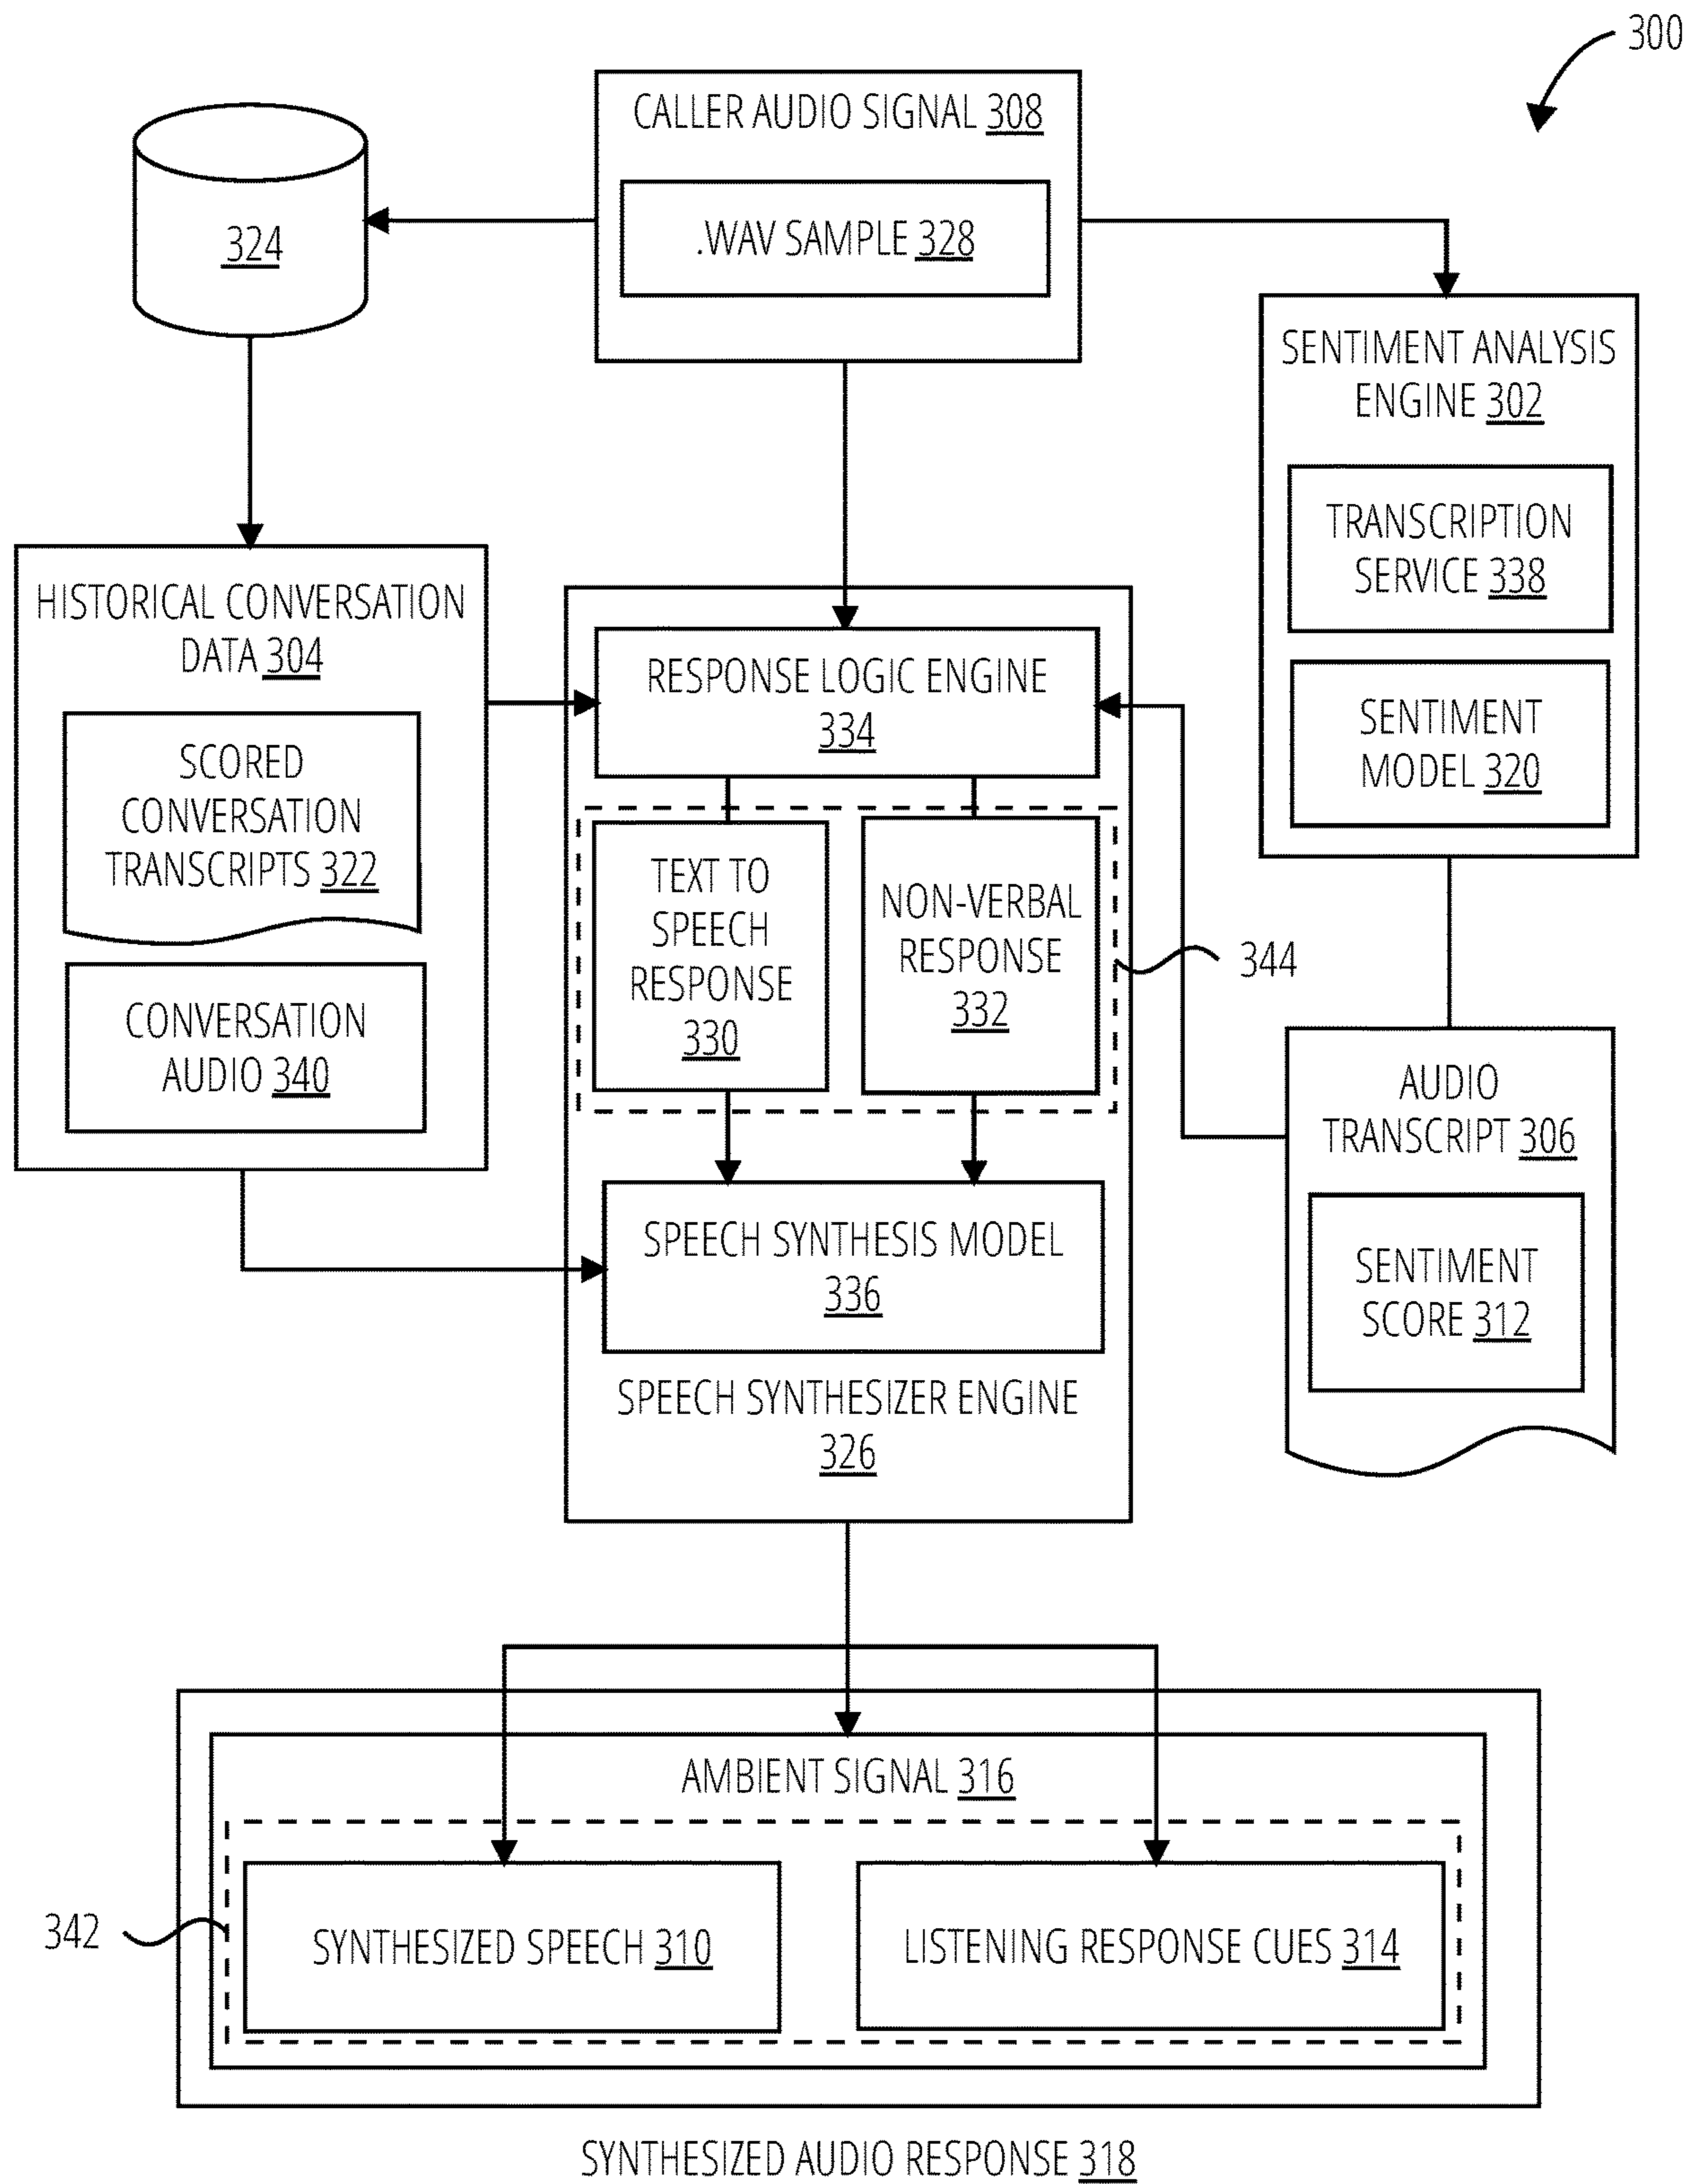 300
CALLER AUDIO SIGNAL 308
.WAV SAMPLE 328
324
SENTIMENT ANALYSIS
ENGINE 302
TRANSCRIPTION
SERVICE 338
SENTIMENT
MODEL 320
HISTORICAL CONVERSATION
DATA 304
SCORED
CONVERSATION
TRANSCRIPTS 322
CONVERSATION
AUDIO 340
RESPONSE LOGIC ENGINE
334
TEXT TO
SPEECH
RESPONSE
330
NON-VERBAL
RESPONSE
332
344
AUDIO
TRANSCRIPT 306
SENTIMENT
SCORE 312
SPEECH SYNTHESIS MODEL
336
SPEECH SYNTHESIZER ENGINE
326
AMBIENT SIGNAL 316
342
SYNTHESIZED SPEECH 310
LISTENING RESPONSE CUES 314
SYNTHESIZED AUDIO RESPONSE 318